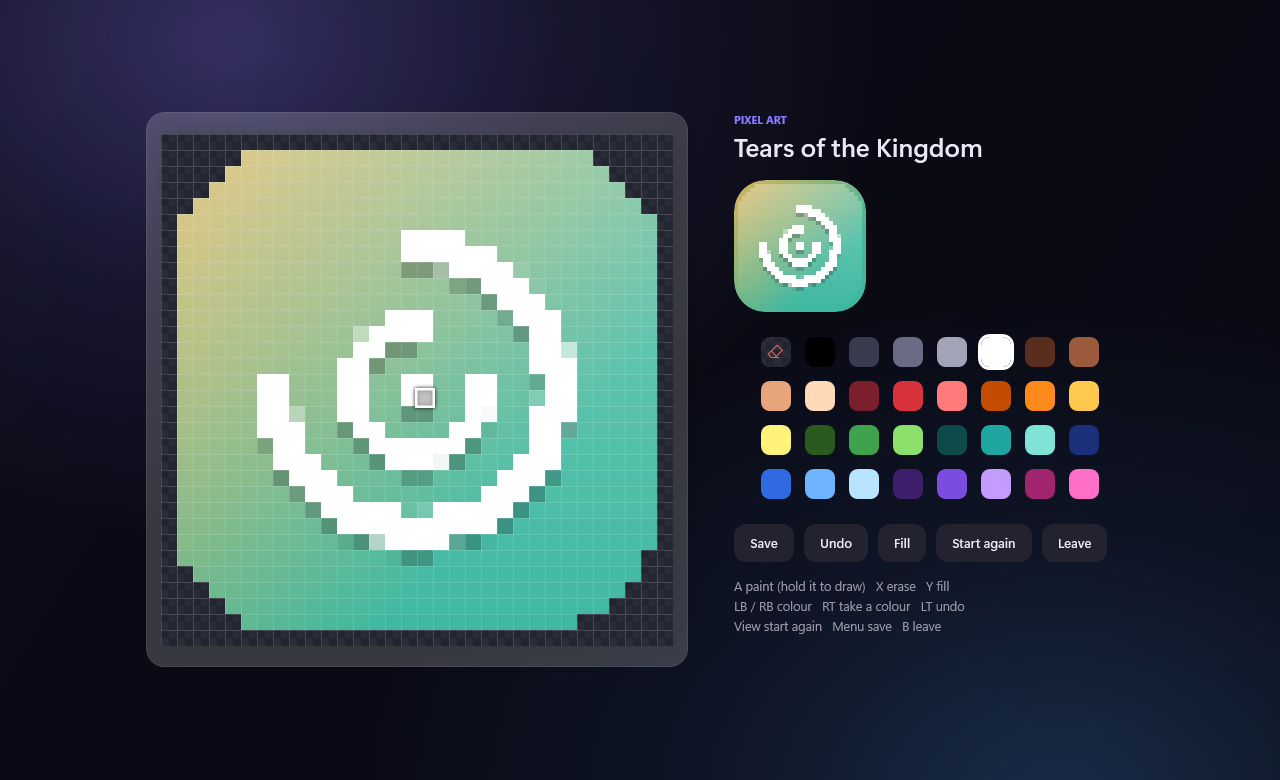 PIXEL ART
Tears of the Kingdom
Save Undo Fill Start again Leave
A paint (hold it to draw) X erase Y fill
LB / RB colour RT take a colour LT undo
View start again Menu save B leave